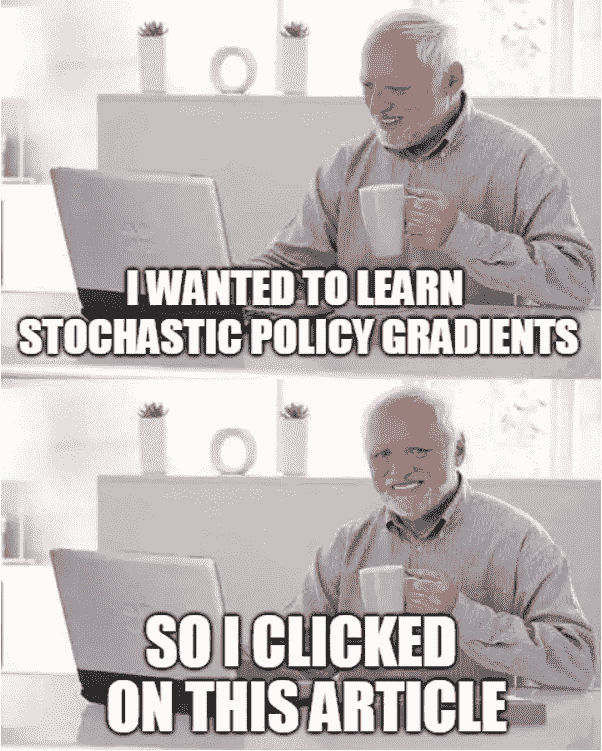 I WANTED TO LEARN
STOCHASTIC POLICY GRADIENTS
SO I CLICKED
ON THIS ARTICLE